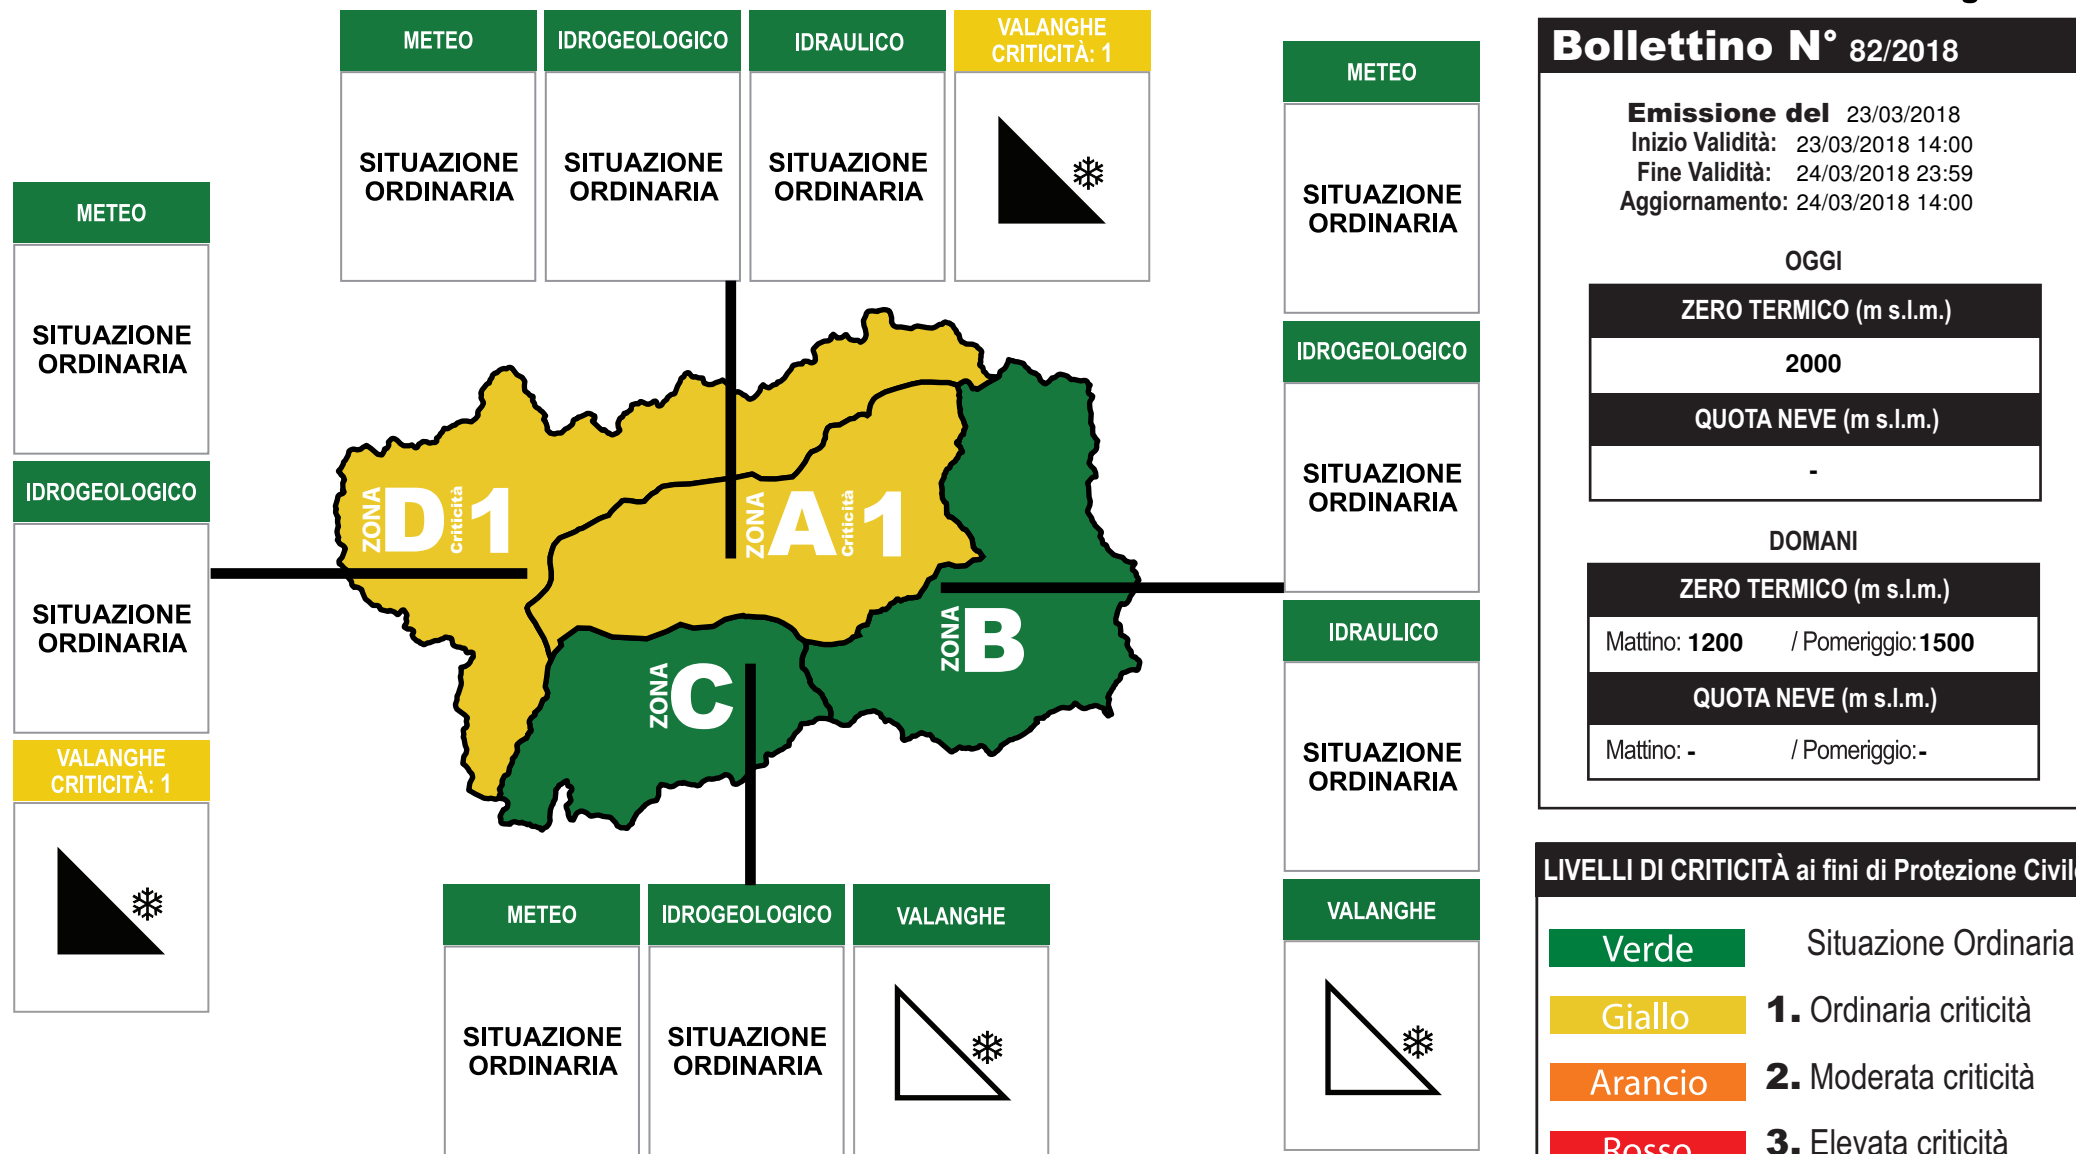 METEO
IDROGEOLOGICO
IDRAULICO
VALANGHE
CRITICITÀ: 1
SITUAZIONE
ORDINARIA
SITUAZIONE
ORDINARIA
SITUAZIONE
ORDINARIA
METEO
SITUAZIONE
ORDINARIA
IDROGEOLOGICO
SITUAZIONE
ORDINARIA
VALANGHE
CRITICITÀ: 1
ZONA
D
Criticità
1
ZONA
A
Criticità
1
ZONA
B
ZONA
C
METEO
IDROGEOLOGICO
VALANGHE
SITUAZIONE
ORDINARIA
SITUAZIONE
ORDINARIA
METEO
SITUAZIONE
ORDINARIA
IDROGEOLOGICO
SITUAZIONE
ORDINARIA
IDRAULICO
SITUAZIONE
ORDINARIA
VALANGHE
Bollettino N° 82/2018
Emissione del 23/03/2018
Inizio Validità: 23/03/2018 14:00
Fine Validità: 24/03/2018 23:59
Aggiornamento: 24/03/2018 14:00
OGGI
ZERO TERMICO (m s.l.m.)
2000
QUOTA NEVE (m s.l.m.)
-
DOMANI
ZERO TERMICO (m s.l.m.)
Mattino: 1200 / Pomeriggio: 1500
QUOTA NEVE (m s.l.m.)
Mattino: - / Pomeriggio: -
LIVELLI DI CRITICITÀ ai fini di Protezione Civile
Verde Situazione Ordinaria
Giallo 1. Ordinaria criticità
Arancio 2. Moderata criticità
Rosso 3. Elevata criticità